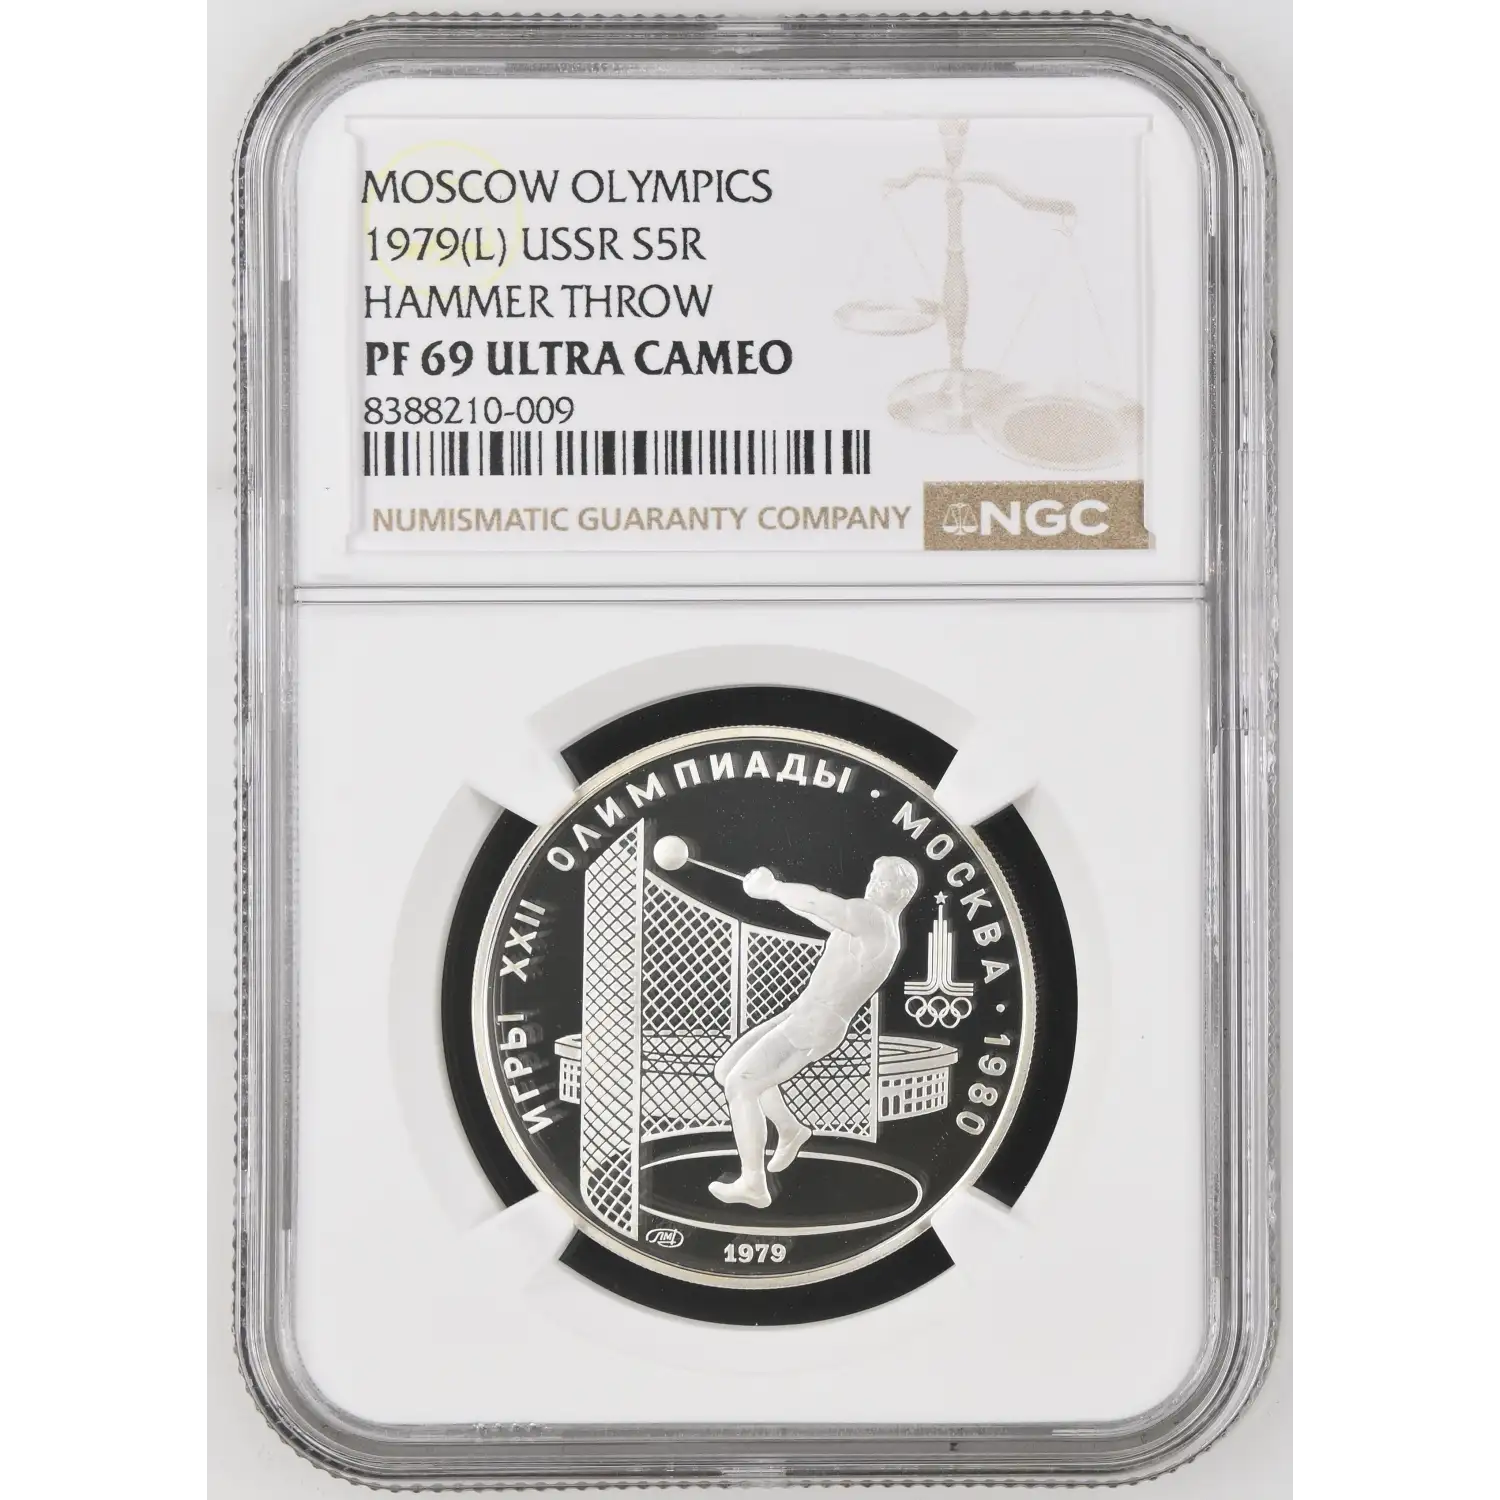 MOSCOW OLYMPICS
1979(L) USSR S5R
HAMMER THROW
PF 69 ULTRA CAMEO
8388210-009
NUMISMATIC GUARANTY COMPANY
NGC
ИГРЫ XXII ОЛИМПИАДЫ · МОСКВА · 1980
ЛМД
1979